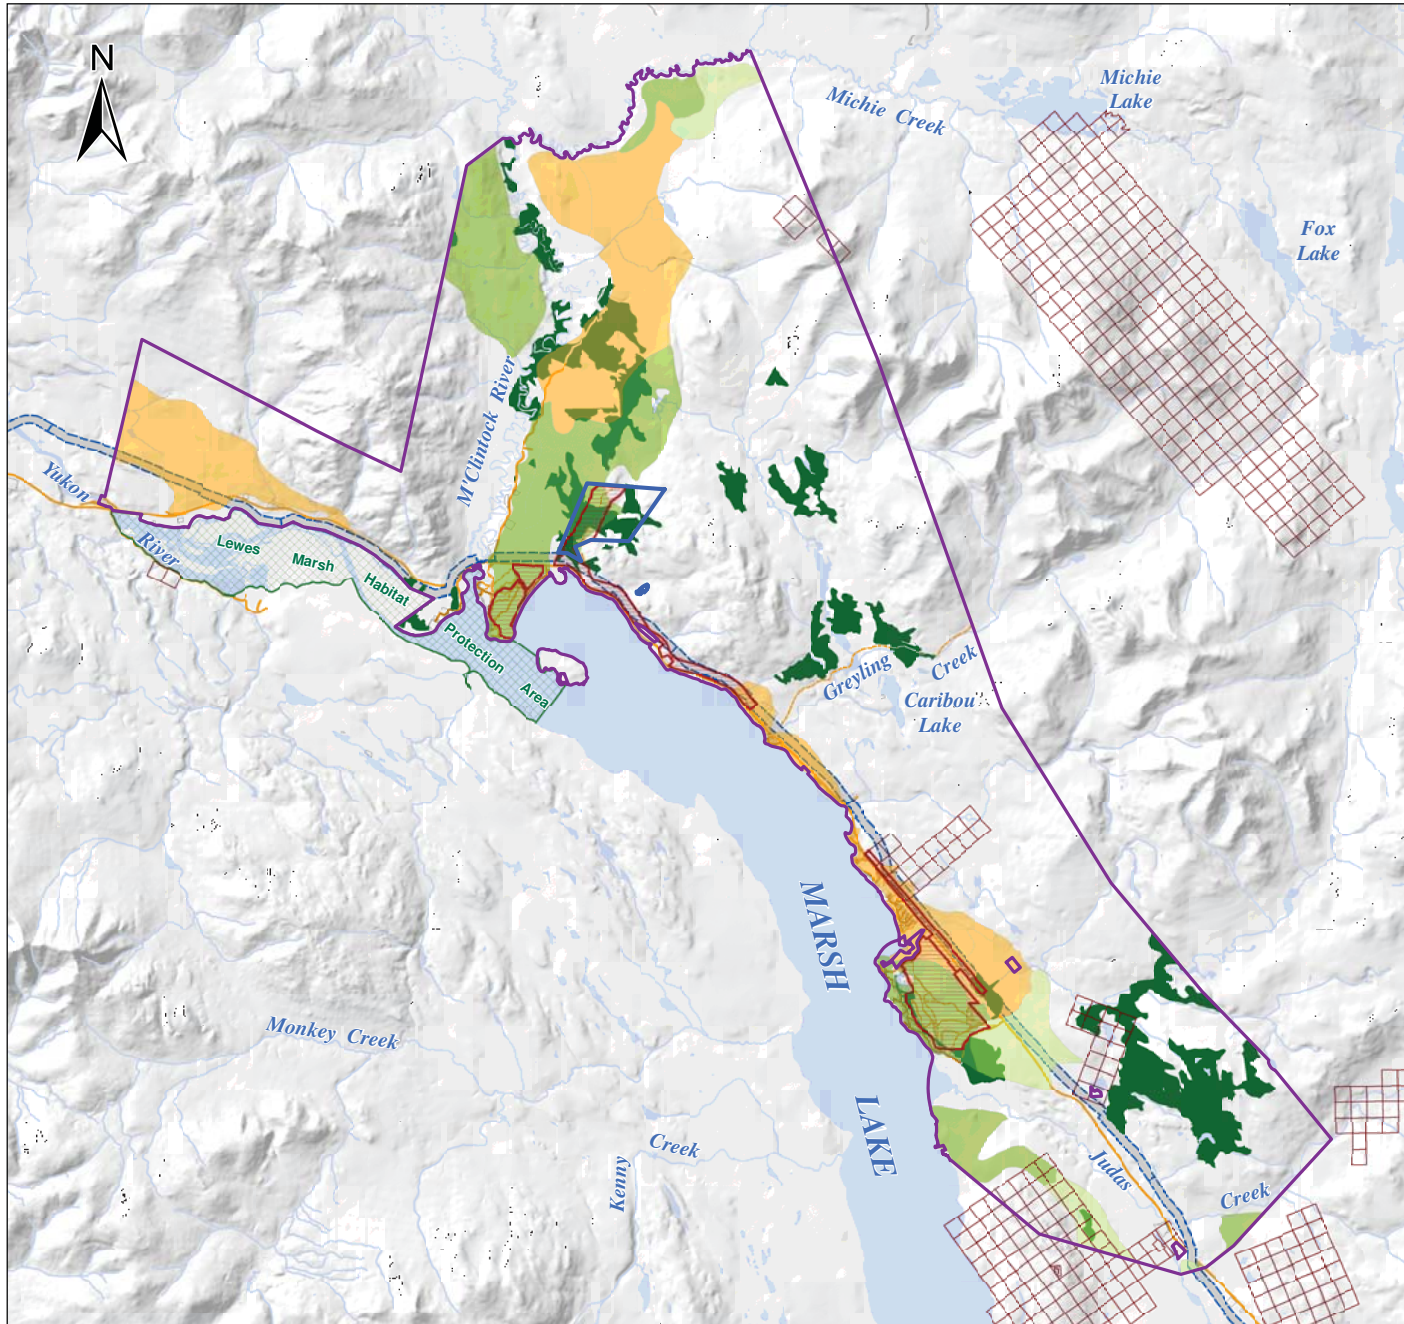 N
Michie
Lake
Michie Creek
Fox
Lake
M'Clintock River
Yukon
River
Lewes
Marsh
Habitat
Protection
Area
Greyling
Creek
Caribou
Lake
MARSH
LAKE
Monkey Creek
Kenny
Creek
Judas
Creek